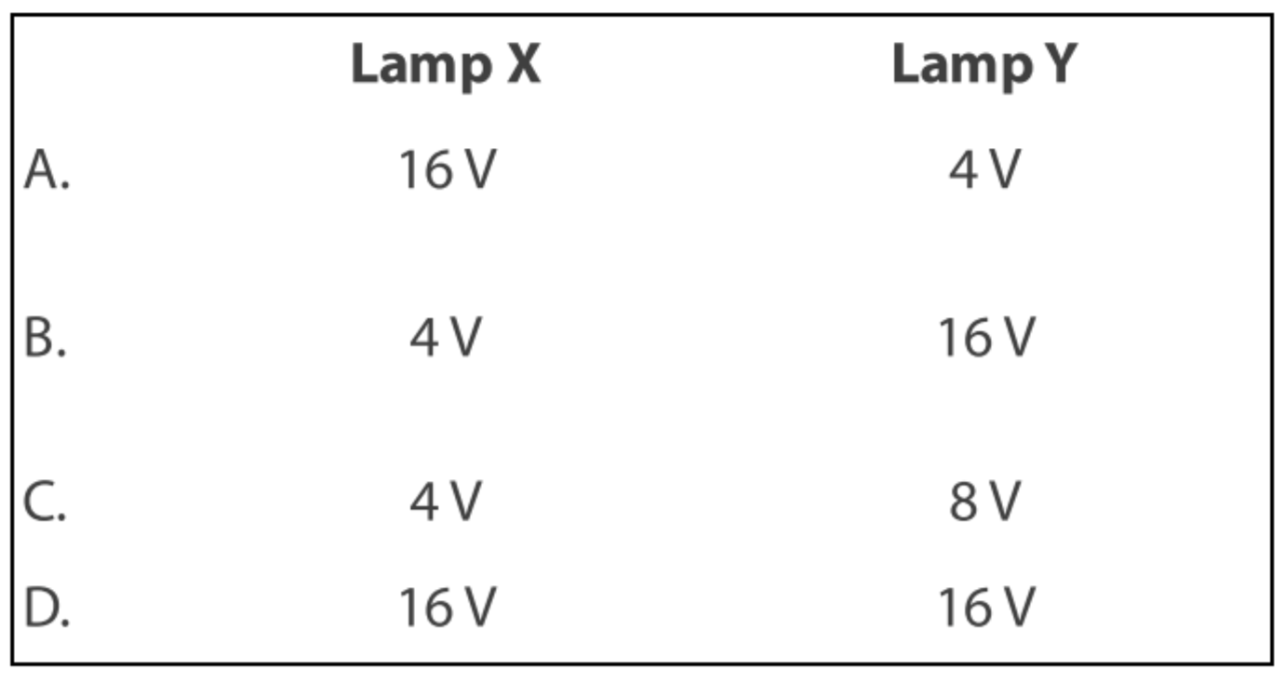 Lamp X Lamp Y
A. 16 V 4 V
B. 4 V 16 V
C. 4 V 8 V
D. 16 V 16 V